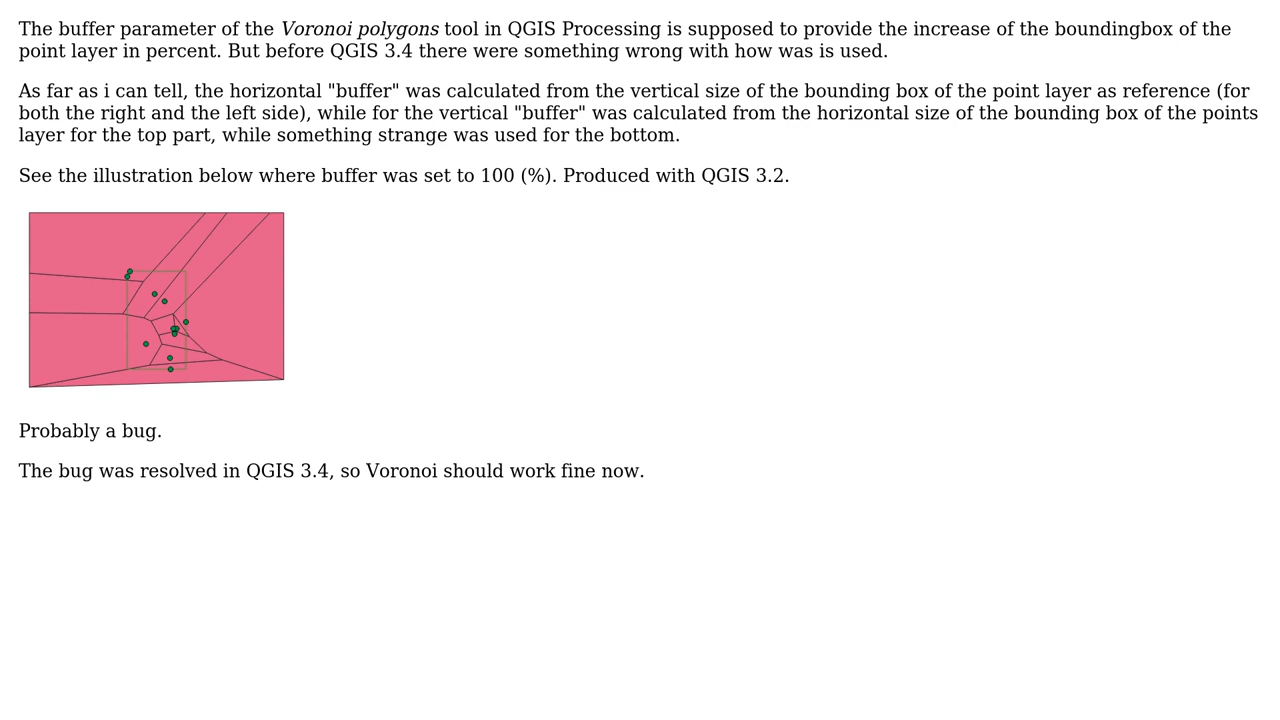 The buffer parameter of the Voronoi polygons tool in QGIS Processing is supposed to provide the increase of the boundingbox of the
point layer in percent. But before QGIS 3.4 there were something wrong with how was is used.
As far as i can tell, the horizontal "buffer" was calculated from the vertical size of the bounding box of the point layer as reference (for
both the right and the left side), while for the vertical "buffer" was calculated from the horizontal size of the bounding box of the points
layer for the top part, while something strange was used for the bottom.
See the illustration below where buffer was set to 100 (%). Produced with QGIS 3.2.
Probably a bug.
The bug was resolved in QGIS 3.4, so Voronoi should work fine now.